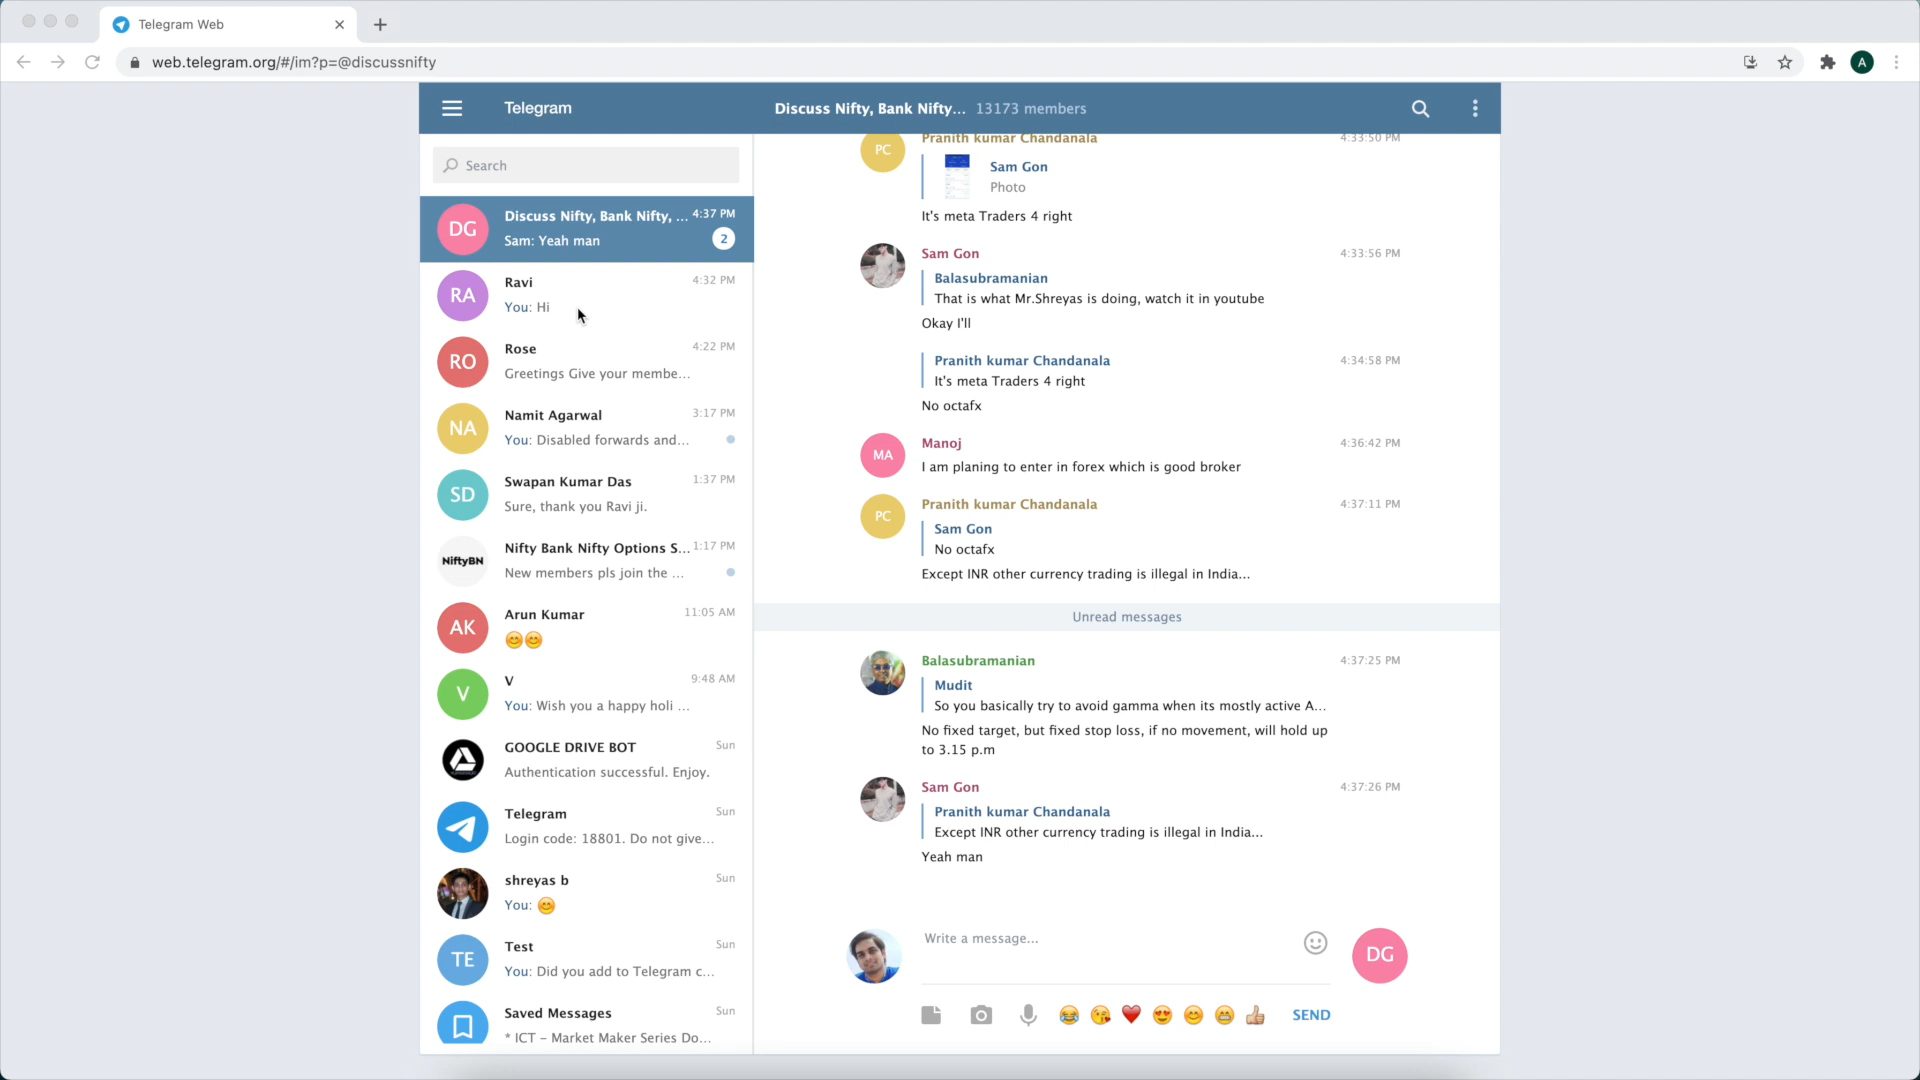 Telegram Web
web.telegram.org/#/im?p=@discussnifty
A
Telegram
Discuss Nifty, Bank Nifty... 13173 members
Search
DG
Discuss Nifty, Bank Nifty, ... 4:37 PM
Sam: Yeah man
2
RA
Ravi 4:32 PM
You: Hi
RO
Rose 4:22 PM
Greetings Give your membe...
NA
Namit Agarwal 3:17 PM
You: Disabled forwards and...
SD
Swapan Kumar Das 1:37 PM
Sure, thank you Ravi ji.
NiftyBN
Nifty Bank Nifty Options S... 1:17 PM
New members pls join the ...
AK
Arun Kumar 11:05 AM
😊😊
V
V 9:48 AM
You: Wish you a happy holi ...
GOOGLE DRIVE BOT Sun
Authentication successful. Enjoy.
Telegram Sun
Login code: 18801. Do not give...
shreyas b Sun
You: 😊
TE
Test Sun
You: Did you add to Telegram c...
Saved Messages Sun
* ICT – Market Maker Series Do...
PC
Pranith kumar Chandanala 4:33:50 PM
Sam Gon
Photo
It's meta Traders 4 right
Sam Gon 4:33:56 PM
Balasubramanian
That is what Mr.Shreyas is doing, watch it in youtube
Okay I'll
Pranith kumar Chandanala 4:34:58 PM
It's meta Traders 4 right
No octafx
MA
Manoj 4:36:42 PM
I am planing to enter in forex which is good broker
PC
Pranith kumar Chandanala 4:37:11 PM
Sam Gon
No octafx
Except INR other currency trading is illegal in India...
Unread messages
Balasubramanian 4:37:25 PM
Mudit
So you basically try to avoid gamma when its mostly active A...
No fixed target, but fixed stop loss, if no movement, will hold up
to 3.15 p.m
Sam Gon 4:37:26 PM
Pranith kumar Chandanala
Except INR other currency trading is illegal in India...
Yeah man
Write a message...
DG
SEND